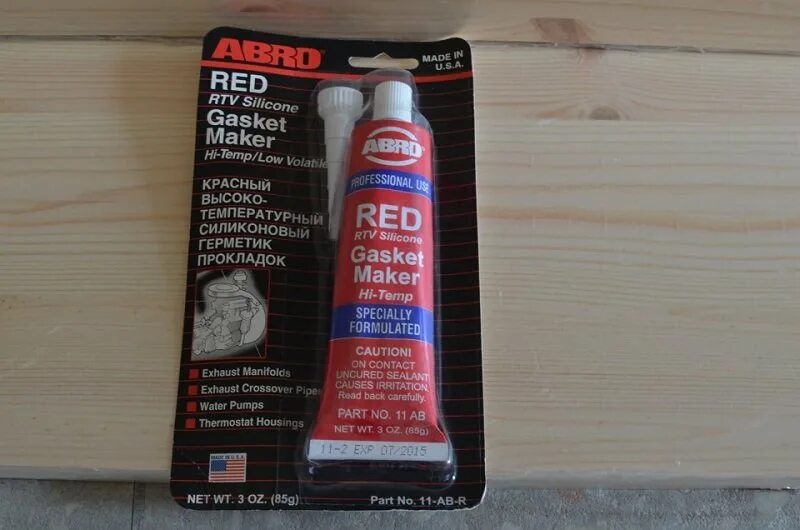 ABRO
MADE IN
U.S.A.
RED
RTV Silicone
Gasket
Maker
Hi-Temp/Low Volatile
КРАСНЫЙ
ВЫСОКО-
ТЕМПЕРАТУРНЫЙ
СИЛИКОНОВЫЙ
ГЕРМЕТИК
ПРОКЛАДОК
Exhaust Manifolds
Exhaust Crossover Pipes
Water Pumps
Thermostat Housings
MADE IN U.S.A.
NET WT. 3 OZ. (85g)
Part No. 11-AB-R
ABRO
PROFESSIONAL USE
RED
RTV Silicone
Gasket
Maker
Hi-Temp
SPECIALLY
FORMULATED
CAUTION!
ON CONTACT
UNCURED SEALANT
CAUSES IRRITATION.
Read back carefully.
PART NO. 11 AB
NET WT. 3 OZ. (85g)
11-2 EXP 07/2015